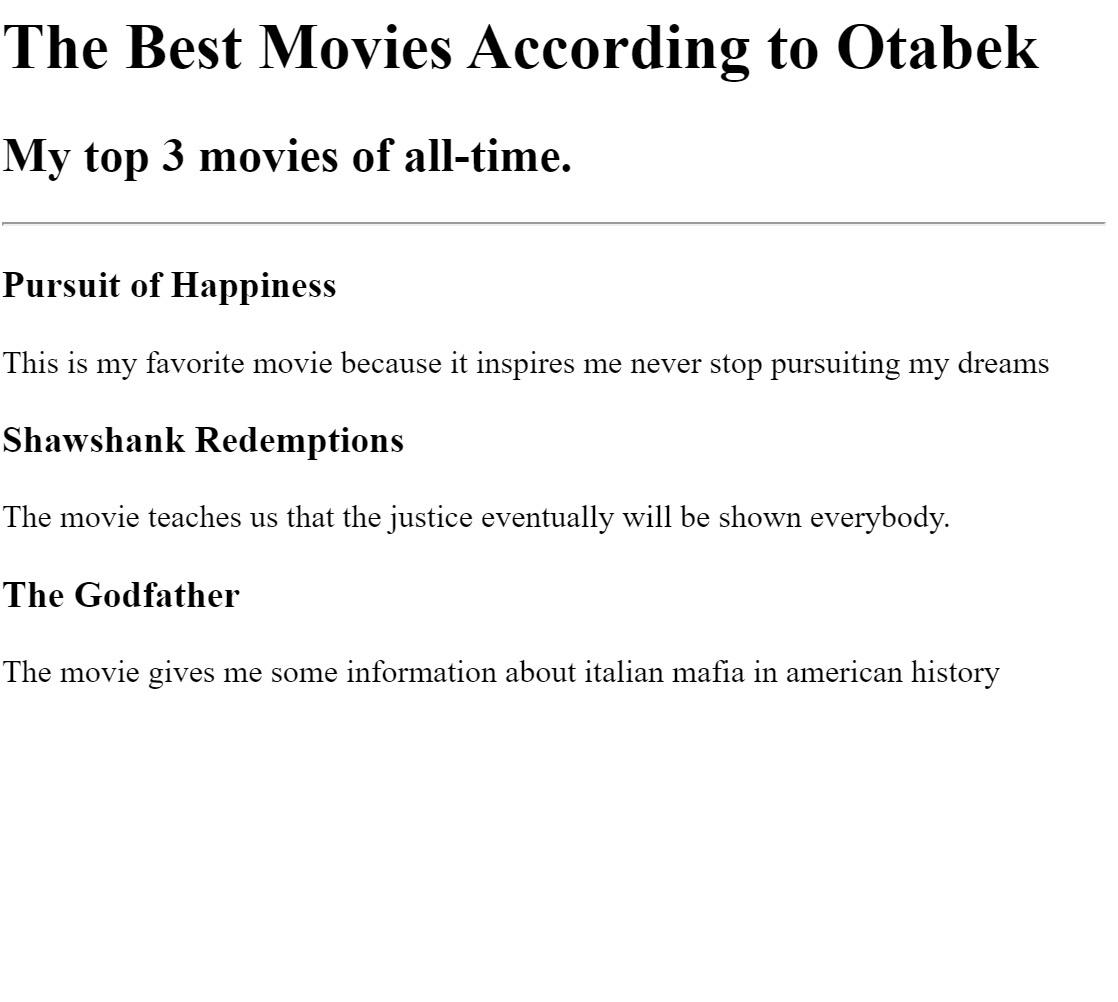 The Best Movies According to Otabek
My top 3 movies of all-time.
Pursuit of Happiness
This is my favorite movie because it inspires me never stop pursuiting my dreams
Shawshank Redemptions
The movie teaches us that the justice eventually will be shown everybody.
The Godfather
The movie gives me some information about italian mafia in american history